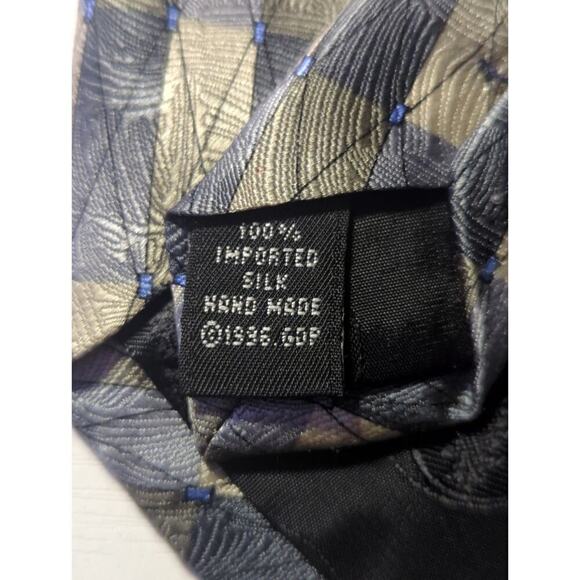 100%
IMPORTED
SILK
HAND MADE
©1996.GDP